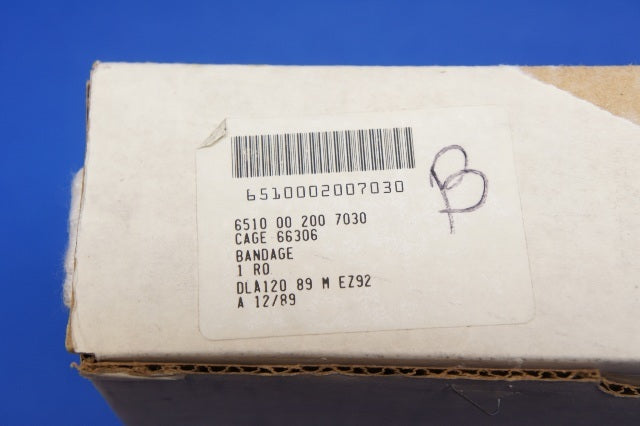 6510002007030
B
6510 00 200 7030
CAGE 66306
BANDAGE
1 RO
DLA120 89 M EZ92
A 12/89